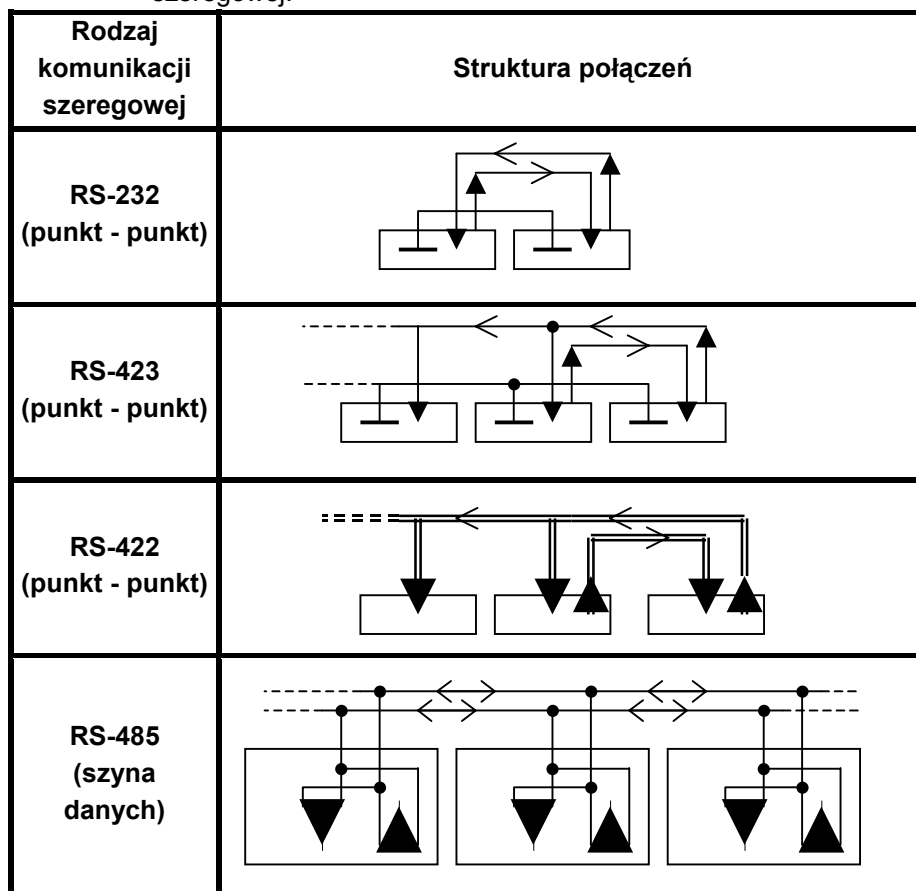 szeregowej.
Rodzaj
komunikacji
szeregowej
Struktura połączeń
RS-232
(punkt - punkt)
RS-423
(punkt - punkt)
RS-422
(punkt - punkt)
RS-485
(szyna
danych)